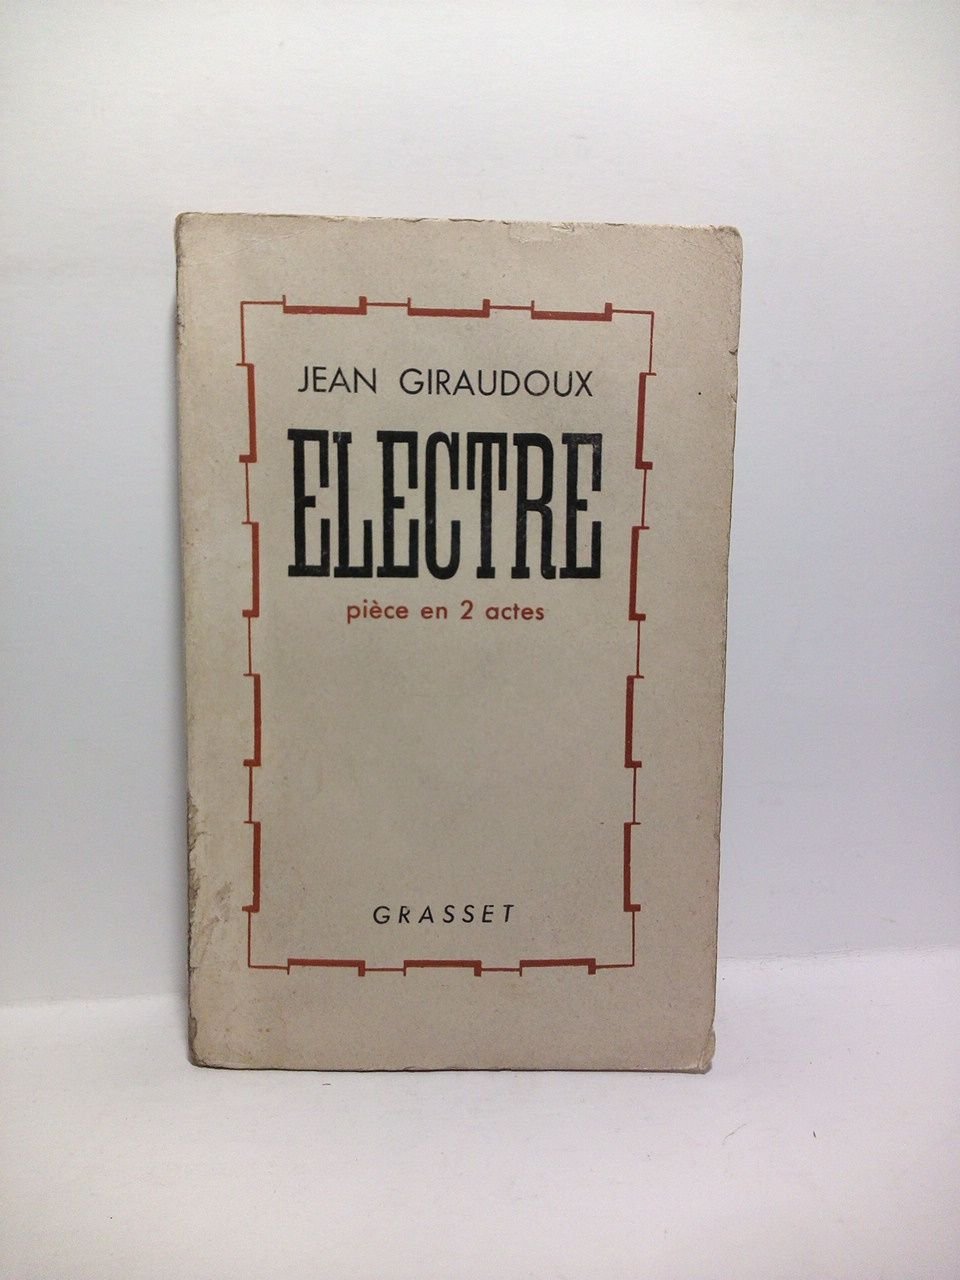 JEAN GIRAUDOUX
ELECTRE
pièce en 2 actes
GRASSET